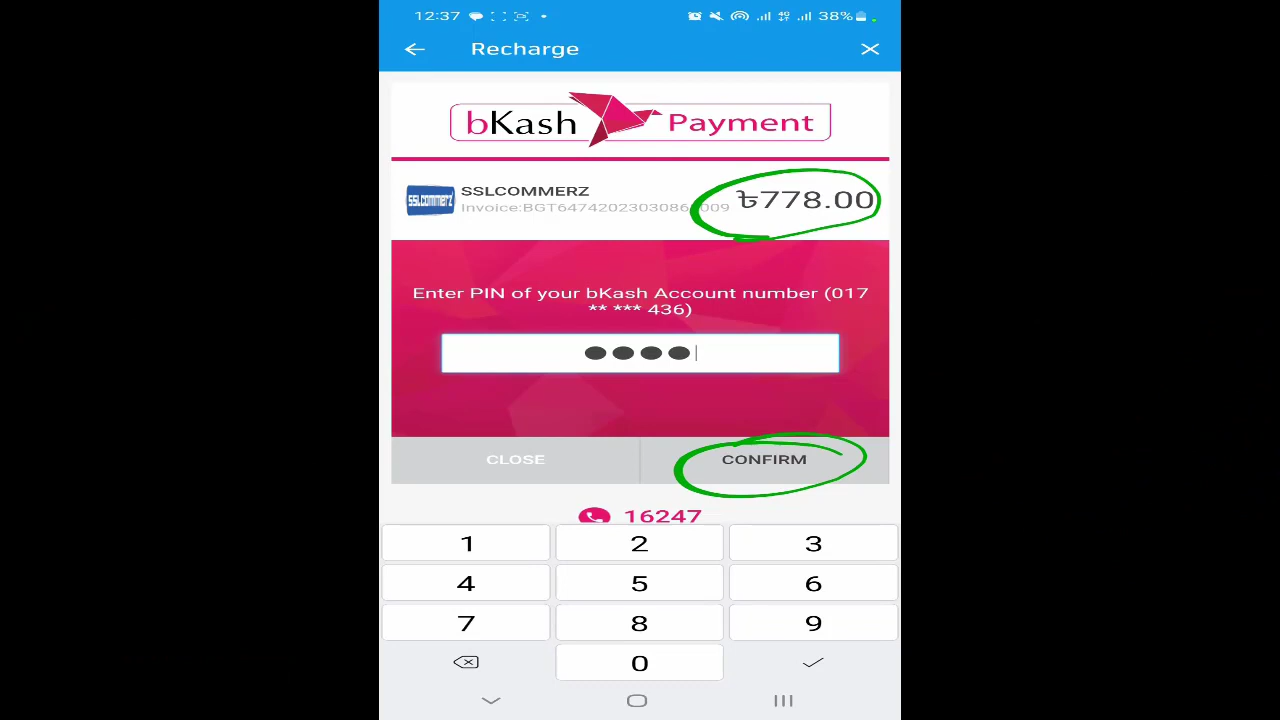 12:37 38%
Recharge
bKash Payment
SSLCOMMERZ
SSLCOMMERZ
৳778.00
Enter PIN of your bKash Account number (017
** *** 436)
CLOSE CONFIRM
16247
1 2 3
4 5 6
7 8 9
0